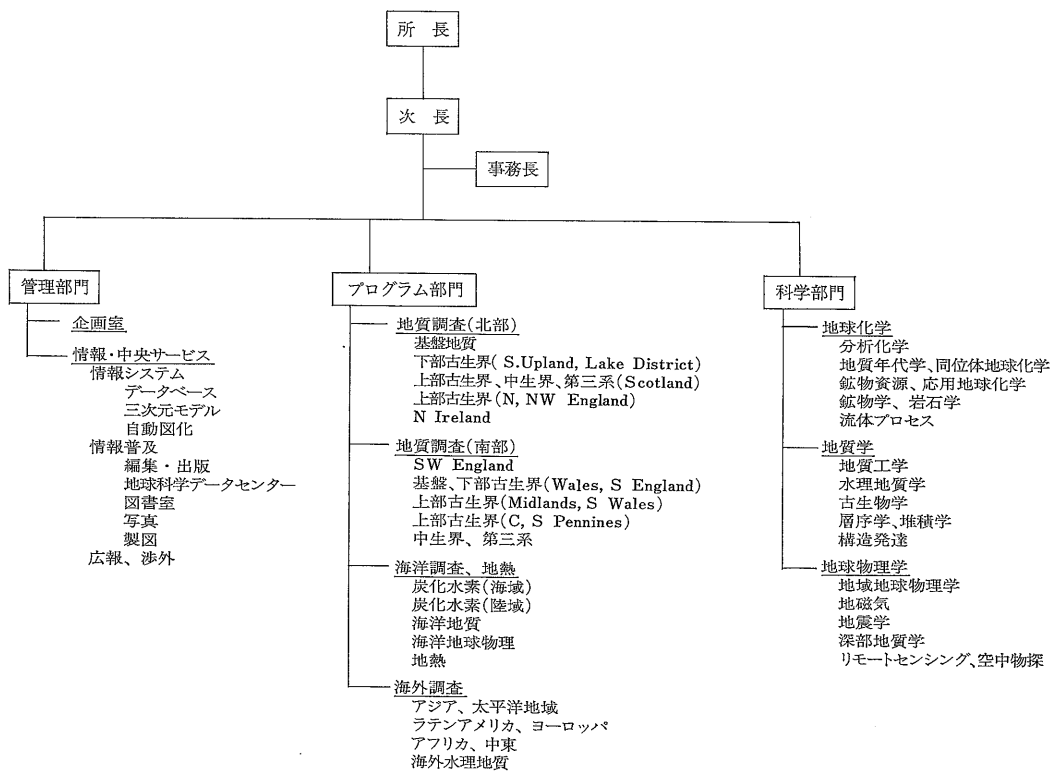 所 長
次 長
事務長
管理部門
企画室
情報・中央サービス
情報システム
データベース
三次元モデル
自動図化
情報普及
編集・出版
地球科学データセンター
図書室
写真
製図
広報、渉外
プログラム部門
地質調査(北部)
基盤地質
下部古生界( S.Upland, Lake District)
上部古生界、中生界、第三系(Scotland)
上部古生界(N, NW England)
N Ireland
地質調査(南部)
SW England
基盤、下部古生界(Wales, S England)
上部古生界(Midlands, S Wales)
上部古生界(C, S Pennines)
中生界、第三系
海洋調査、地熱
炭化水素(海域)
炭化水素(陸域)
海洋地質
海洋地球物理
地熱
海外調査
アジア、太平洋地域
ラテンアメリカ、ヨーロッパ
アフリカ、中東
海外水理地質
科学部門
地球化学
分析化学
地質年代学、同位体地球化学
鉱物資源、応用地球化学
鉱物学、岩石学
流体プロセス
地質学
地質工学
水理地質学
古生物学
層序学、堆積学
構造発達
地球物理学
地域地球物理学
地磁気
地震学
深部地質学
リモートセンシング、空中物探